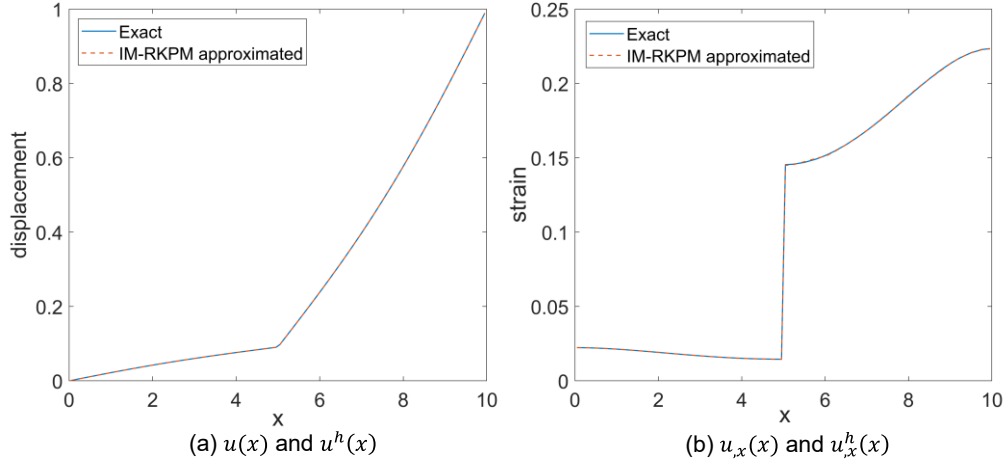 1
0.8
0.6
0.4
0.2
0
displacement
Exact
IM-RKPM approximated
0 2 4 6 8 10
x
(a) u(x) and uʰ(x)
0.25
0.2
0.15
0.1
0.05
0
strain
Exact
IM-RKPM approximated
0 2 4 6 8 10
x
(b) u,ₓ(x) and uʰ,ₓ(x)